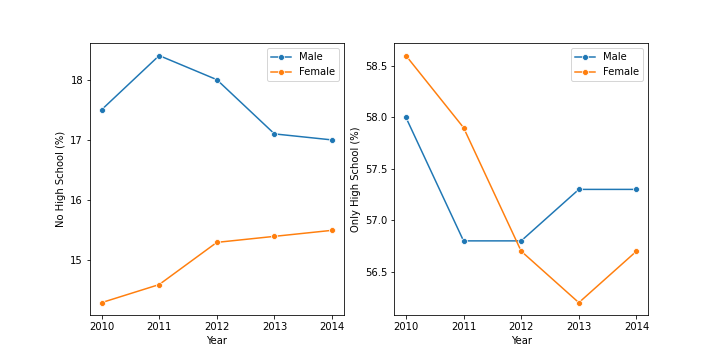 No High School (%)
18
17
16
15
2010 2011 2012 2013 2014
Year
Male
Female
Only High School (%)
58.5
58.0
57.5
57.0
56.5
2010 2011 2012 2013 2014
Year
Male
Female